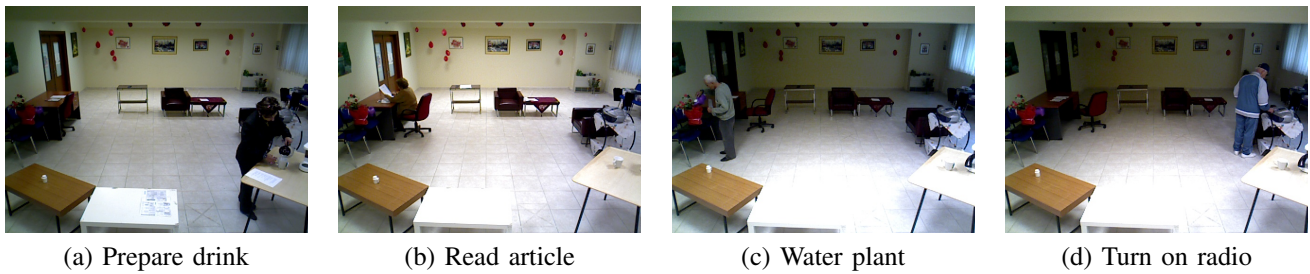 (a) Prepare drink
(b) Read article
(c) Water plant
(d) Turn on radio